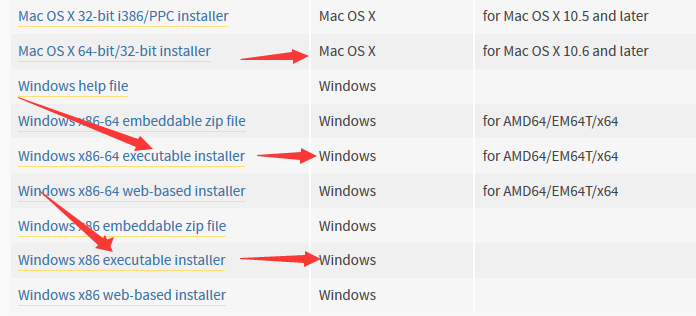 Mac OS X 32-bit i386/PPC installer Mac OS X for Mac OS X 10.5 and later
Mac OS X 64-bit/32-bit installer Mac OS X for Mac OS X 10.6 and later
Windows help file Windows
Windows x86-64 embeddable zip file Windows for AMD64/EM64T/x64
Windows x86-64 executable installer Windows for AMD64/EM64T/x64
Windows x86-64 web-based installer Windows for AMD64/EM64T/x64
Windows x86 embeddable zip file Windows
Windows x86 executable installer Windows
Windows x86 web-based installer Windows